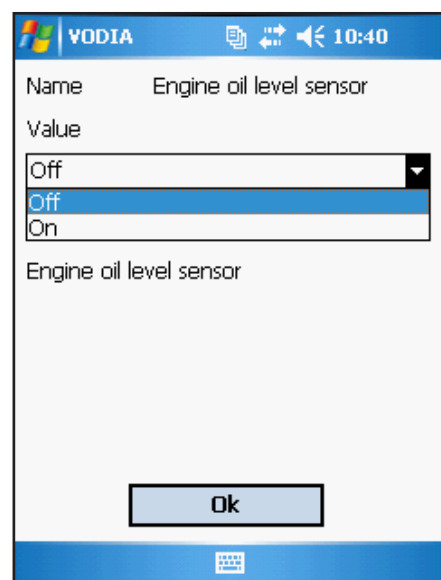 VODIA 10:40
Name Engine oil level sensor
Value
Off
Off
On
Engine oil level sensor
Ok